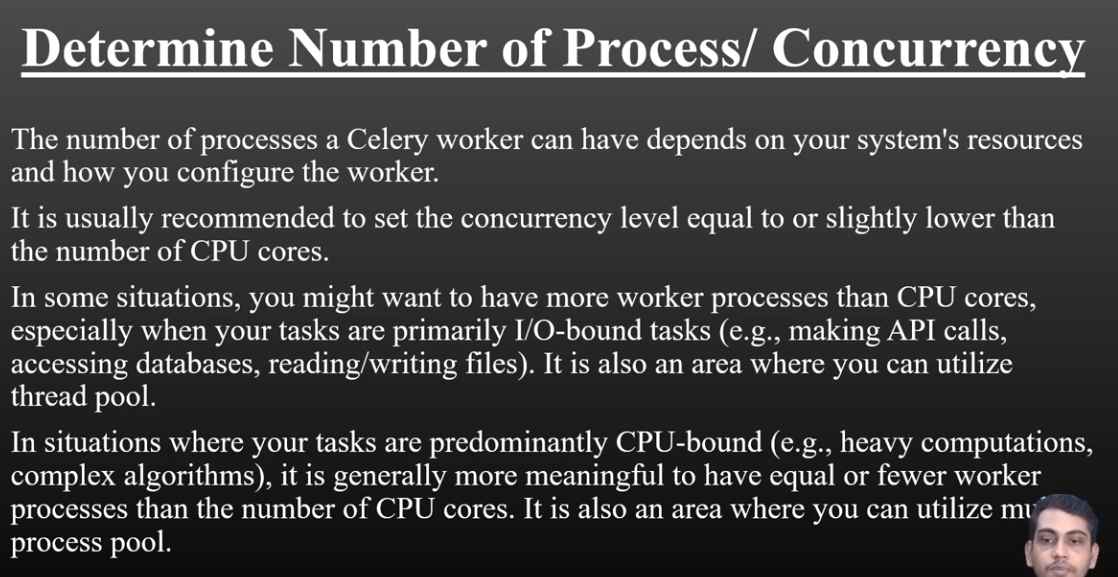 Determine Number of Process/ Concurrency
The number of processes a Celery worker can have depends on your system's resources
and how you configure the worker.
It is usually recommended to set the concurrency level equal to or slightly lower than
the number of CPU cores.
In some situations, you might want to have more worker processes than CPU cores,
especially when your tasks are primarily I/O-bound tasks (e.g., making API calls,
accessing databases, reading/writing files). It is also an area where you can utilize
thread pool.
In situations where your tasks are predominantly CPU-bound (e.g., heavy computations,
complex algorithms), it is generally more meaningful to have equal or fewer worker
processes than the number of CPU cores. It is also an area where you can utilize
process pool.